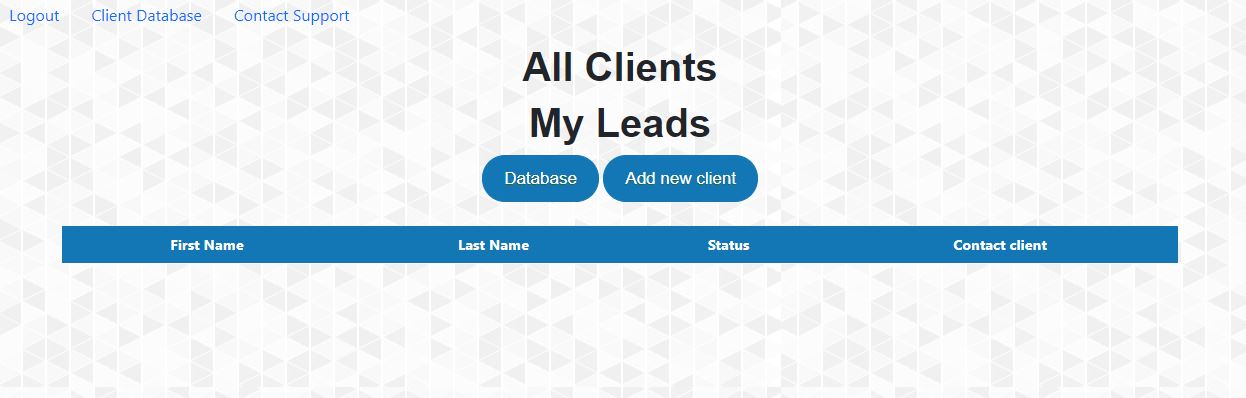 Logout Client Database Contact Support
All Clients
My Leads
Database Add new client
First Name Last Name Status Contact client